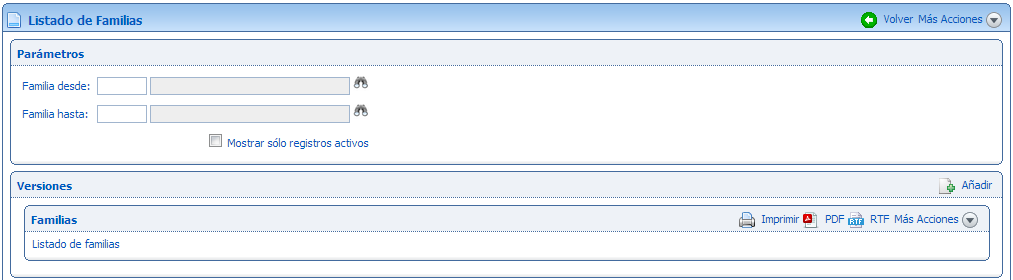 Listado de Familias Volver Más Acciones
Parámetros
Familia desde:
Familia hasta:
Mostrar sólo registros activos
Versiones Añadir
Familias Imprimir PDF RTF Más Acciones
Listado de familias